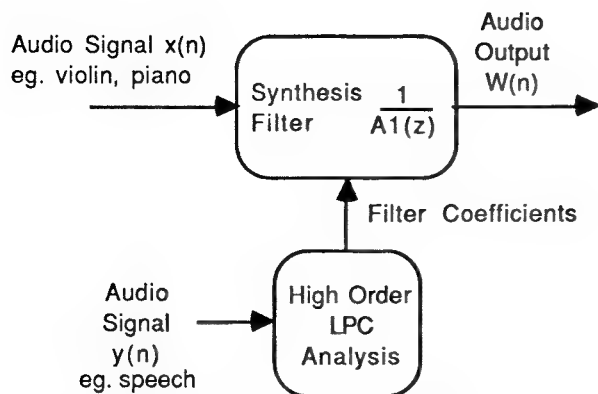 Audio Signal x(n)
eg. violin, piano
Synthesis
Filter
1
A1(z)
Audio
Output
W(n)
Filter Coefficients
Audio
Signal
y(n)
eg. speech
High Order
LPC
Analysis